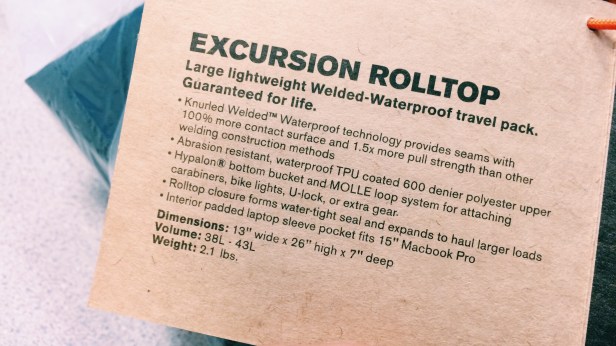 EXCURSION ROLLTOP
Large lightweight Welded-Waterproof travel pack.
Guaranteed for life.
• Knurled Welded™ Waterproof technology provides seams with
100% more contact surface and 1.5x more pull strength than other
welding construction methods
• Abrasion resistant, waterproof TPU coated 600 denier polyester upper
• Hypalon® bottom bucket and MOLLE loop system for attaching
carabiners, bike lights, U-lock, or extra gear.
• Rolltop closure forms water-tight seal and expands to haul larger loads
• Interior padded laptop sleeve pocket fits 15" Macbook Pro
Dimensions: 13" wide x 26" high x 7" deep
Volume: 38L - 43L
Weight: 2.1 lbs.